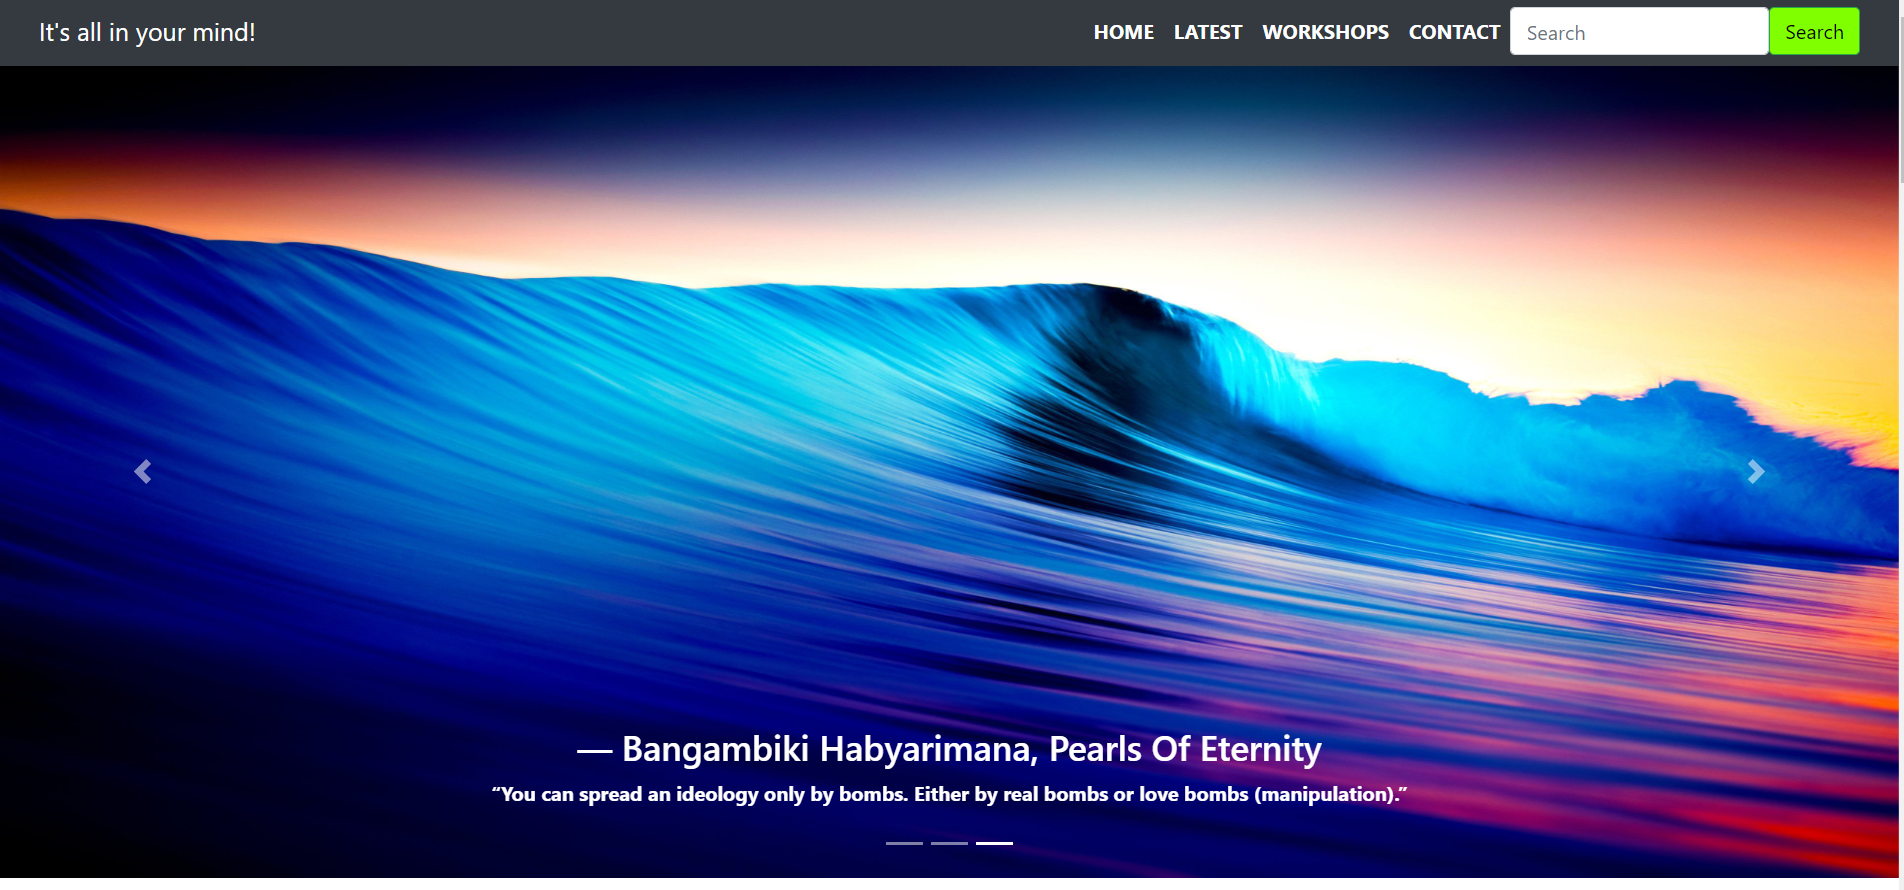 It's all in your mind!
HOME LATEST WORKSHOPS CONTACT Search Search
— Bangambiki Habyarimana, Pearls Of Eternity
“You can spread an ideology only by bombs. Either by real bombs or love bombs (manipulation).”